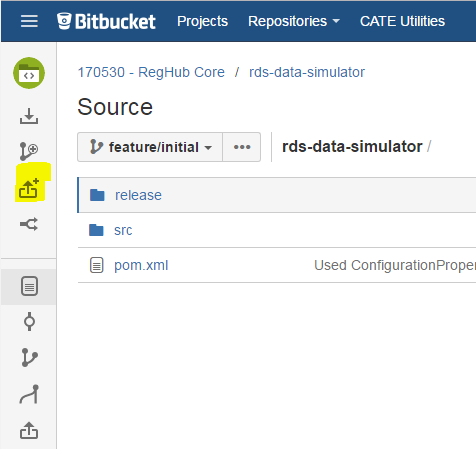 Bitbucket Projects Repositories CATE Utilities
170530 - RegHub Core / rds-data-simulator
Source
feature/initial ••• rds-data-simulator /
release
src
pom.xml Used ConfigurationProper